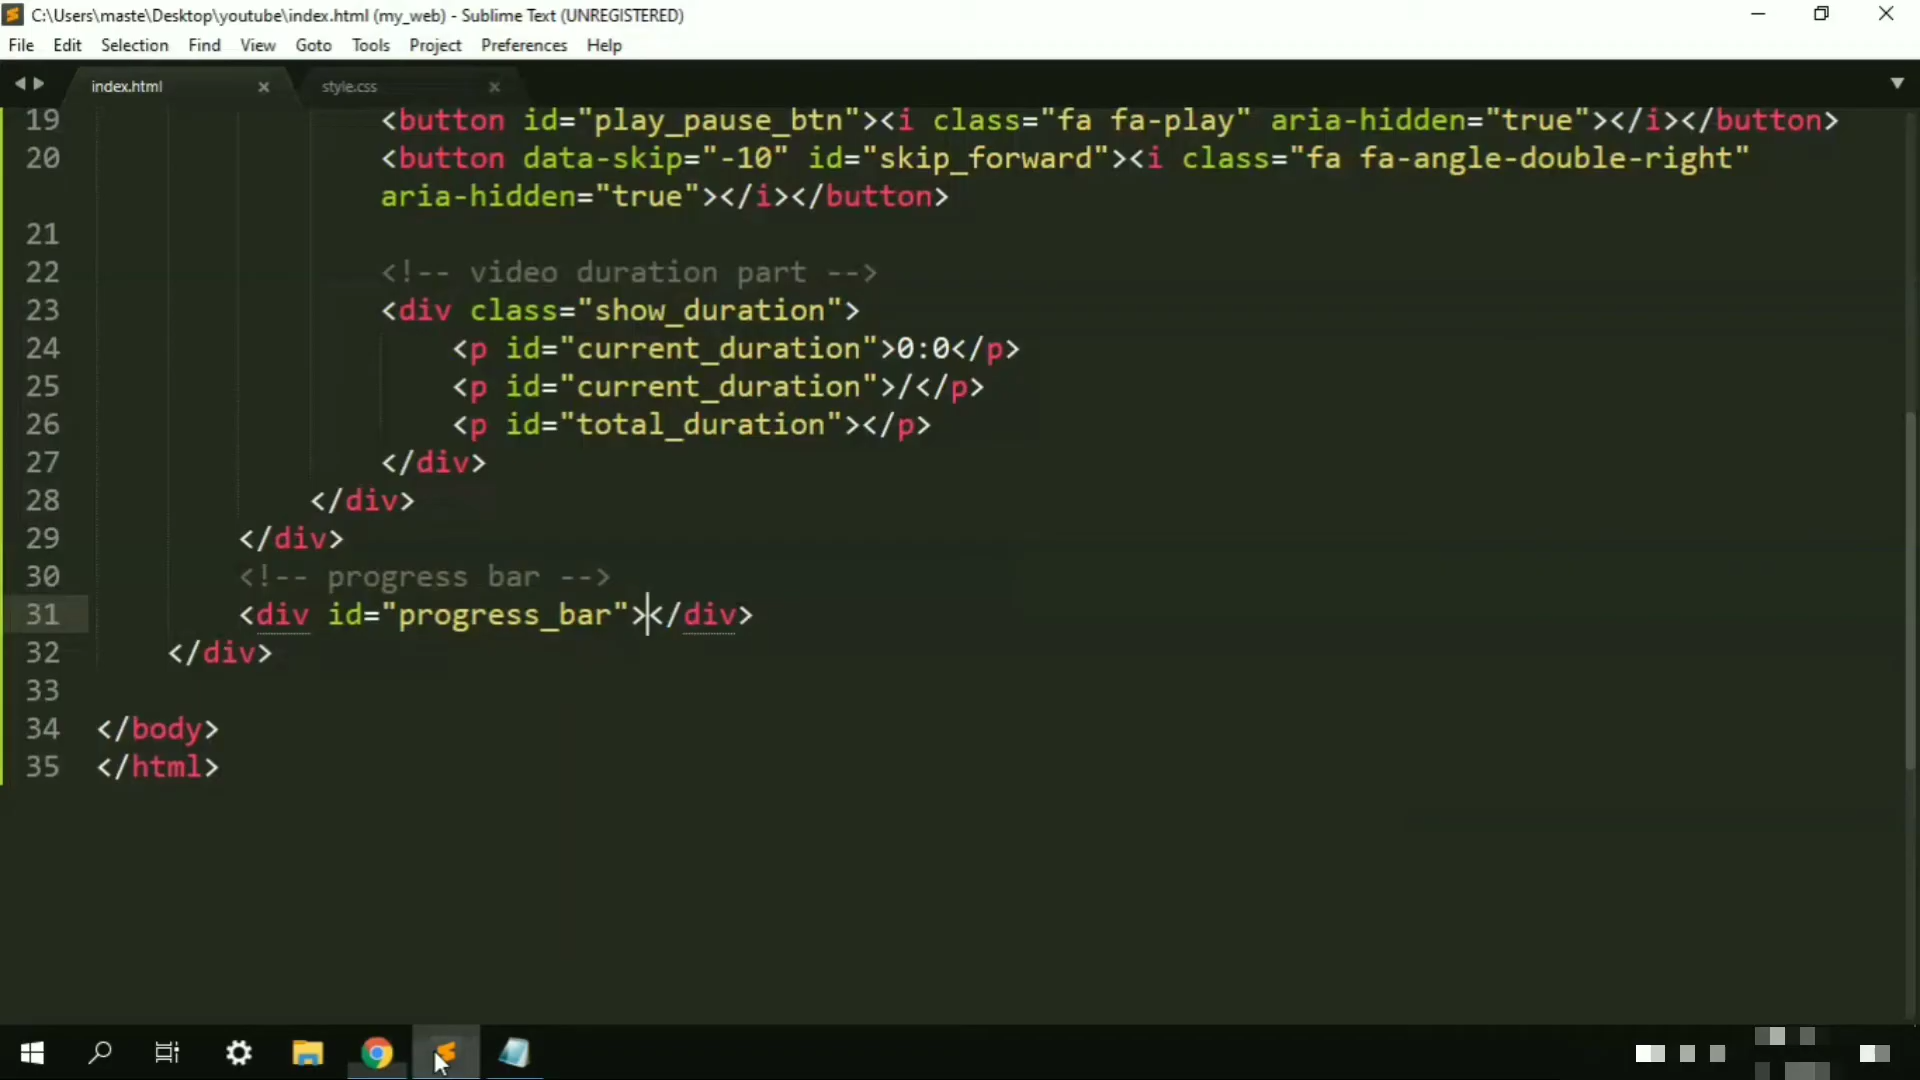 C:\Users\maste\Desktop\youtube\index.html (my_web) - Sublime Text (UNREGISTERED)
File Edit Selection Find View Goto Tools Project Preferences Help
index.html style.css
19 <button id="play_pause_btn"><i class="fa fa-play" aria-hidden="true"></i></button>
20 <button data-skip="-10" id="skip_forward"><i class="fa fa-angle-double-right"
aria-hidden="true"></i></button>
21
22 <!-- video duration part -->
23 <div class="show_duration">
24 <p id="current_duration">0:0</p>
25 <p id="current_duration">/</p>
26 <p id="total_duration"></p>
27 </div>
28 </div>
29 </div>
30 <!-- progress bar -->
31 <div id="progress_bar"></div>
32 </div>
33
34 </body>
35 </html>